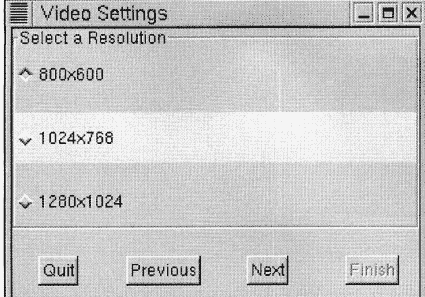 Video Settings
Select a Resolution
800x600
1024x768
1280x1024
Quit Previous Next Finish